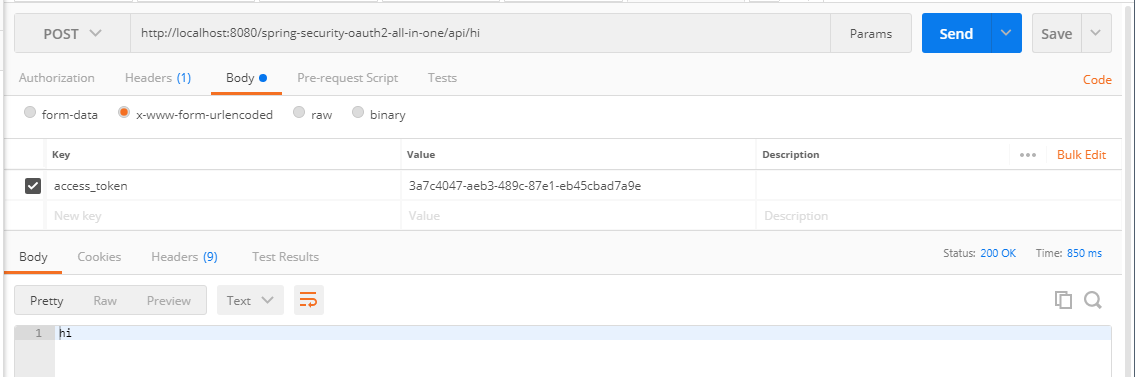 POST http://localhost:8080/spring-security-oauth2-all-in-one/api/hi Params Send Save
Authorization Headers (1) Body Pre-request Script Tests Code
form-data x-www-form-urlencoded raw binary
Key Value Description ••• Bulk Edit
access_token 3a7c4047-aeb3-489c-87e1-eb45cbad7a9e
New key Value Description
Body Cookies Headers (9) Test Results Status: 200 OK Time: 850 ms
Pretty Raw Preview Text
1 hi